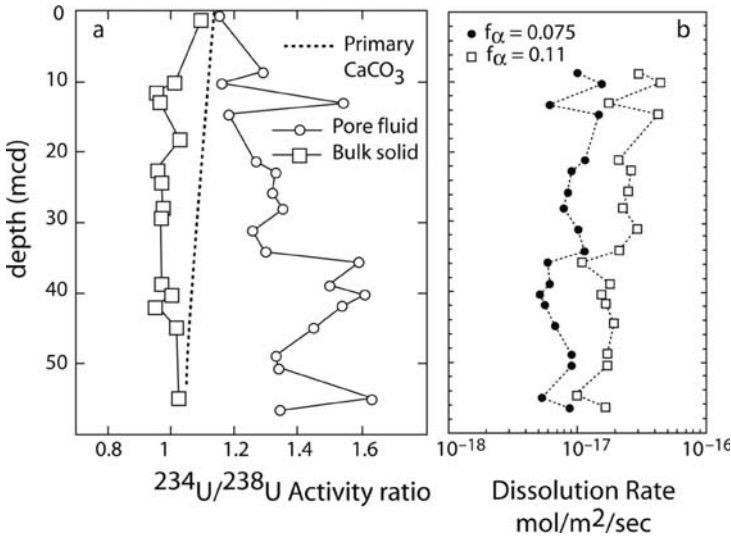 a
Primary
CaCO₃
Pore fluid
Bulk solid
b
fα = 0.075
fα = 0.11
depth (mcd)
0
10
20
30
40
50
0.8
1
1.2
1.4
1.6
²³⁴U/²³⁸U Activity ratio
10⁻¹⁸
10⁻¹⁷
10⁻¹⁶
Dissolution Rate
mol/m²/sec